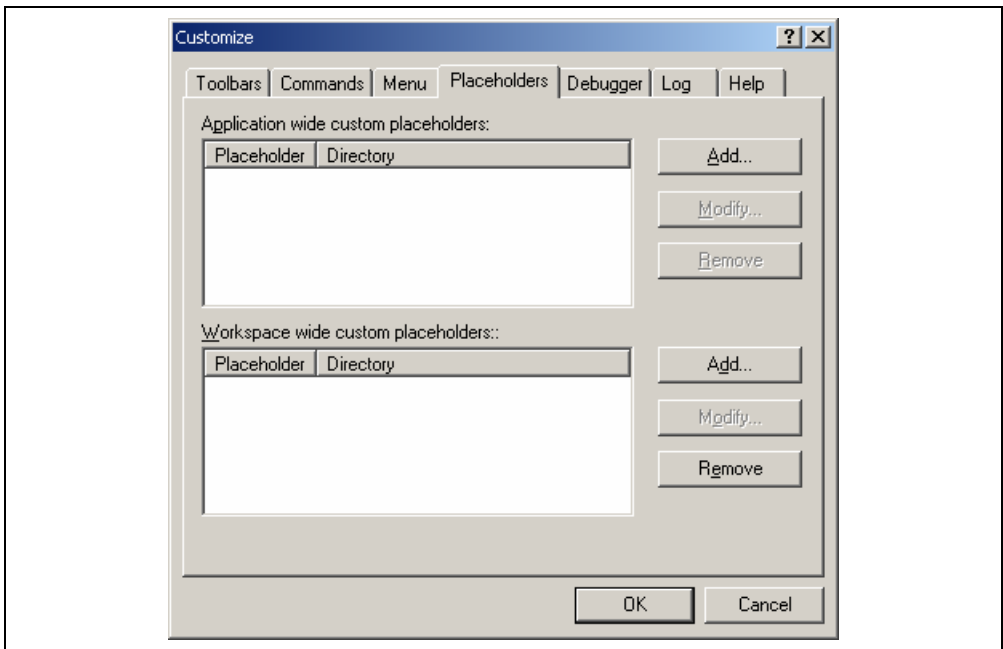 Customize
Toolbars Commands Menu Placeholders Debugger Log Help
Application wide custom placeholders:
Placeholder Directory
Add...
Modify...
Remove
Workspace wide custom placeholders::
Placeholder Directory
Add...
Modify...
Remove
OK Cancel